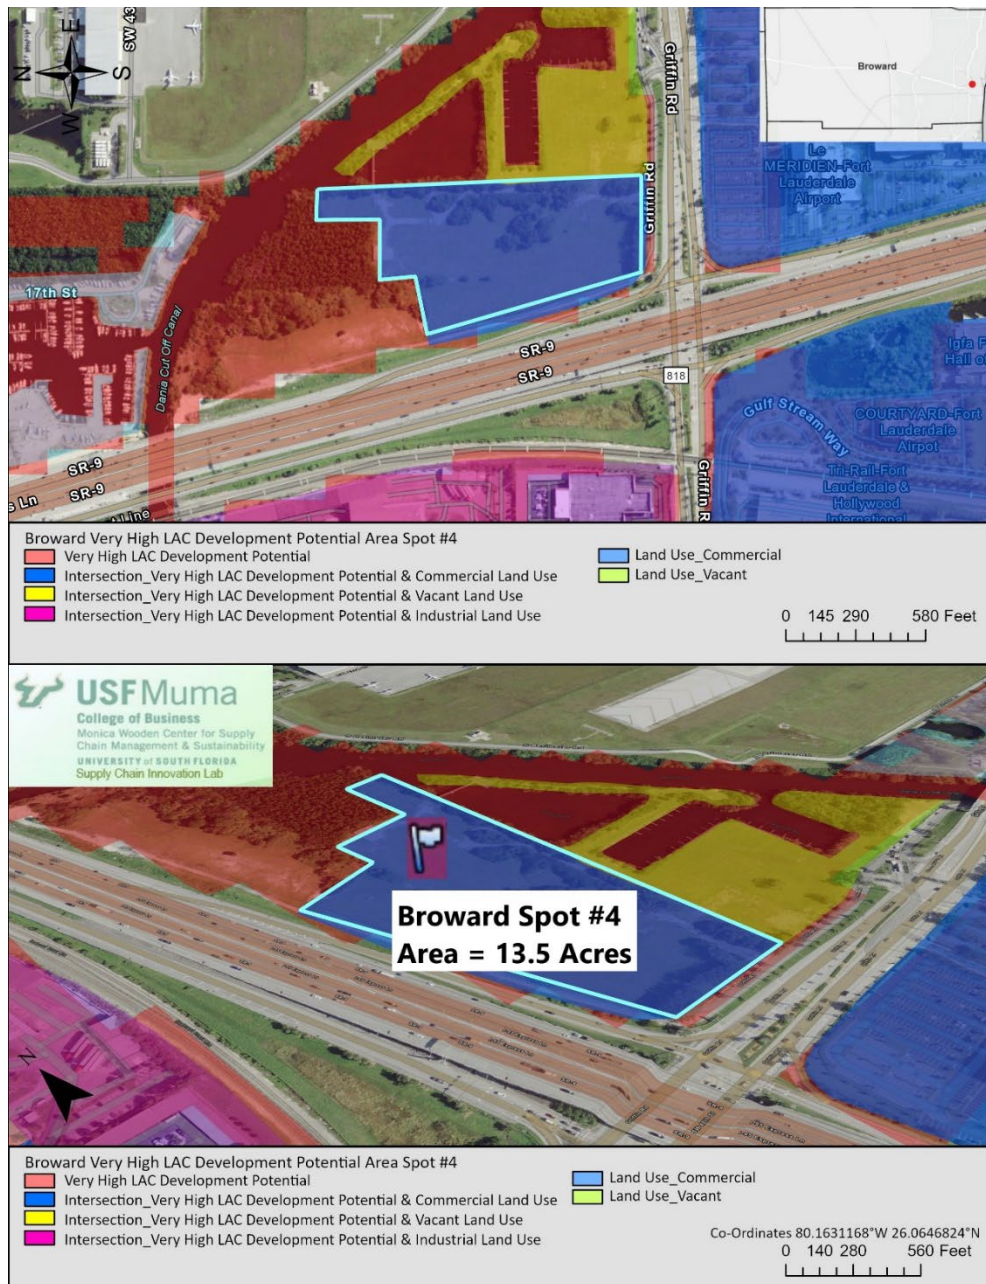 SW 43
E
N
S
W
Griffin Rd
Broward
Le
MERIDIEN-Fort
Lauderdale
Airport
Griffin Rd
17th St
Dania Cut Off Canal
SR-9
SR-9
818
Igfa F
Hall of
Gulf Stream Way
COURTYARD-Fort
Lauderdale
Airpot
SR-9
SR-9
s Ln
Line
Griffin R
Tri-Rail-Fort
Lauderdale &
Hollywood
International
Broward Very High LAC Development Potential Area Spot #4
Very High LAC Development Potential
Intersection_Very High LAC Development Potential & Commercial Land Use
Intersection_Very High LAC Development Potential & Vacant Land Use
Intersection_Very High LAC Development Potential & Industrial Land Use
Land Use_Commercial
Land Use_Vacant
0 145 290 580 Feet
USF Muma
College of Business
Monica Wooden Center for Supply
Chain Management & Sustainability
UNIVERSITY of SOUTH FLORIDA
Supply Chain Innovation Lab
Broward Spot #4
Area = 13.5 Acres
N
Broward Very High LAC Development Potential Area Spot #4
Very High LAC Development Potential
Intersection_Very High LAC Development Potential & Commercial Land Use
Intersection_Very High LAC Development Potential & Vacant Land Use
Intersection_Very High LAC Development Potential & Industrial Land Use
Land Use_Commercial
Land Use_Vacant
Co-Ordinates 80.1631168°W 26.0646824°N
0 140 280 560 Feet